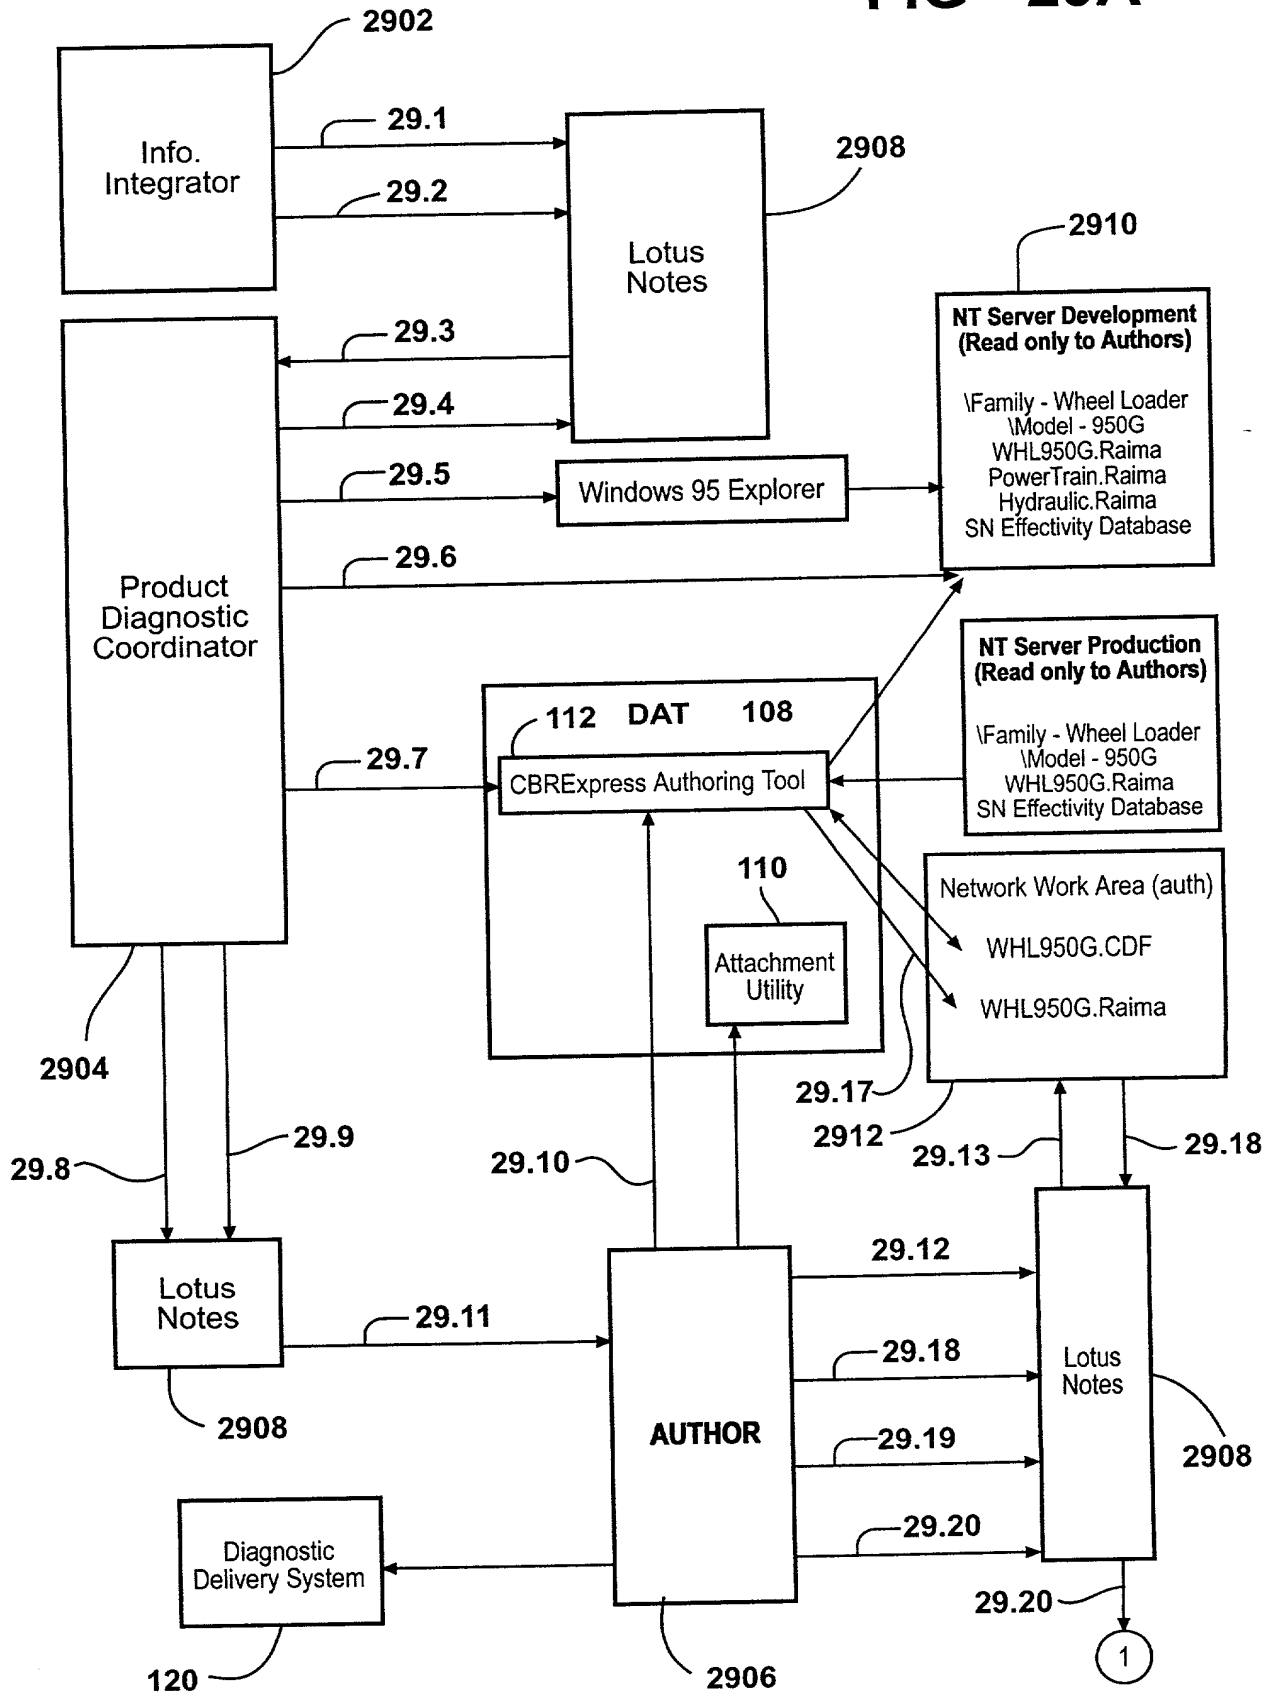 2902
29.1
Info.
Integrator
2908
29.2
Lotus
Notes
2910
NT Server Development
(Read only to Authors)
\Family - Wheel Loader
\Model - 950G
WHL950G.Raima
PowerTrain.Raima
Hydraulic.Raima
SN Effectivity Database
29.3
29.4
29.5
Windows 95 Explorer
29.6
Product
Diagnostic
Coordinator
NT Server Production
(Read only to Authors)
\Family - Wheel Loader
\Model - 950G
WHL950G.Raima
SN Effectivity Database
112 DAT 108
29.7
CBRExpress Authoring Tool
110
Attachment
Utility
Network Work Area (auth)
WHL950G.CDF
WHL950G.Raima
2904
29.17
2912
29.8
29.9
29.10
29.13
29.18
Lotus
Notes
29.11
29.12
29.18
Lotus
Notes
2908
AUTHOR
29.19
2908
29.20
Diagnostic
Delivery System
29.20
120
2906
1